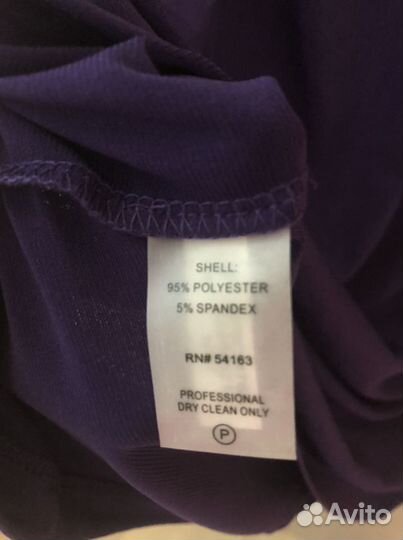 SHELL:
95% POLYESTER
5% SPANDEX
RN# 54163
PROFESSIONAL
DRY CLEAN ONLY
P
Avito